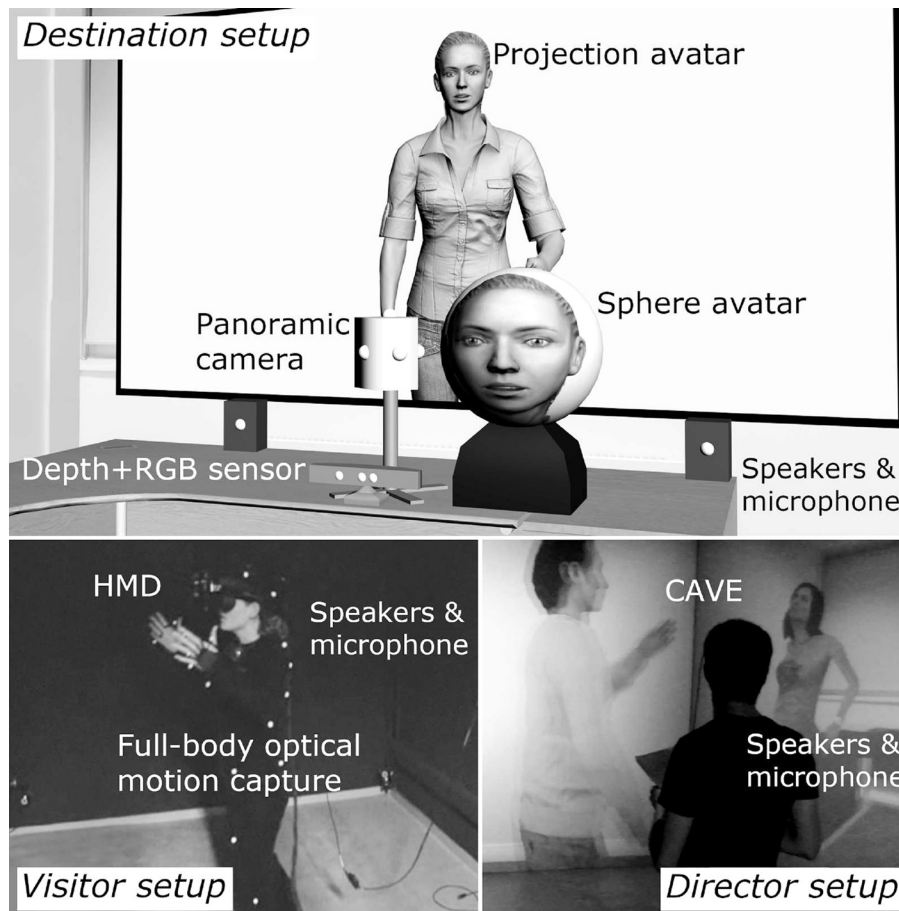 Destination setup
Projection avatar
Sphere avatar
Panoramic
camera
Depth+RGB sensor
Speakers &
microphone
HMD
Speakers &
microphone
Full-body optical
motion capture
Visitor setup
CAVE
Speakers &
microphone
Director setup